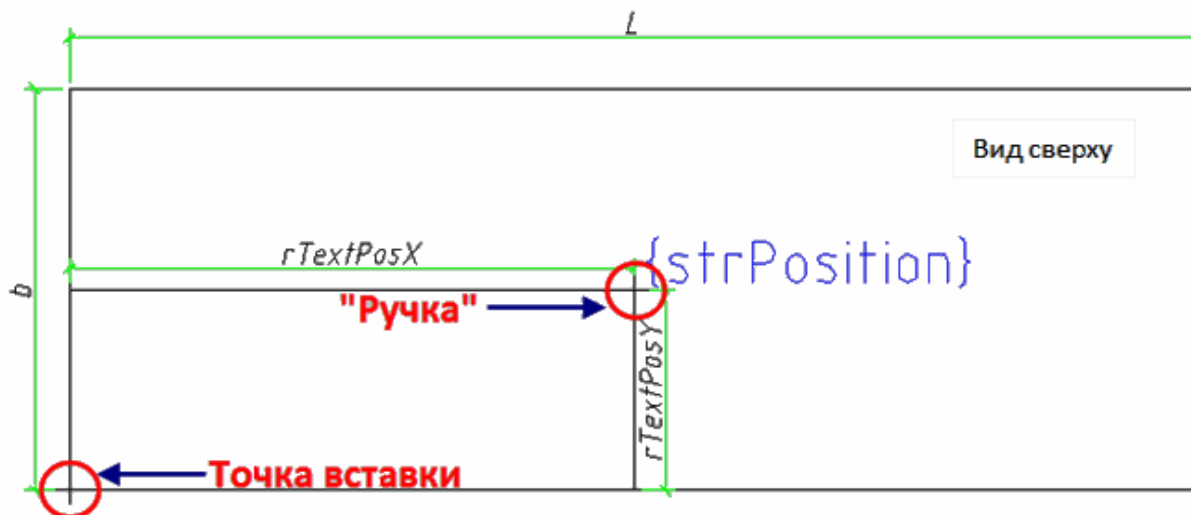 L
Вид сверху
rTextPosX
{strPosition}
b
"Ручка"
rTextPosY
Точка вставки